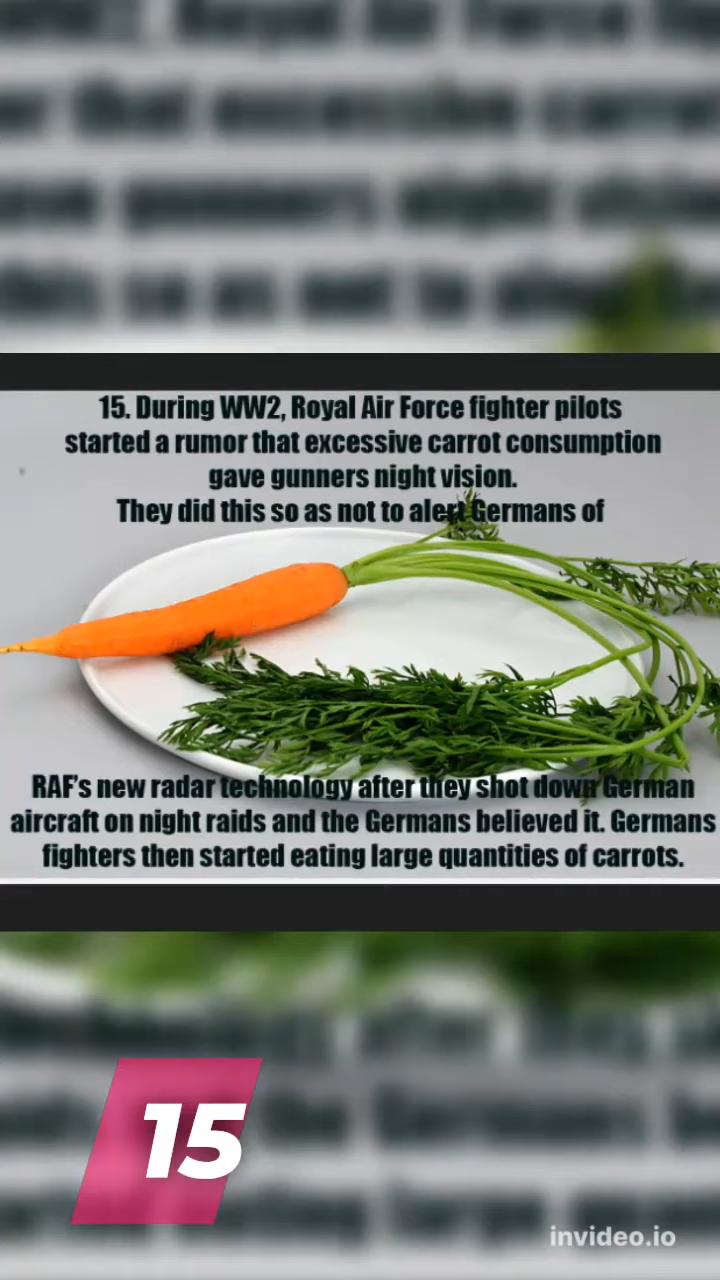 15. During WW2, Royal Air Force fighter pilots
started a rumor that excessive carrot consumption
gave gunners night vision.
They did this so as not to alert Germans of
RAF's new radar technology after they shot down German
aircraft on night raids and the Germans believed it. Germans
fighters then started eating large quantities of carrots.
15
invideo.io